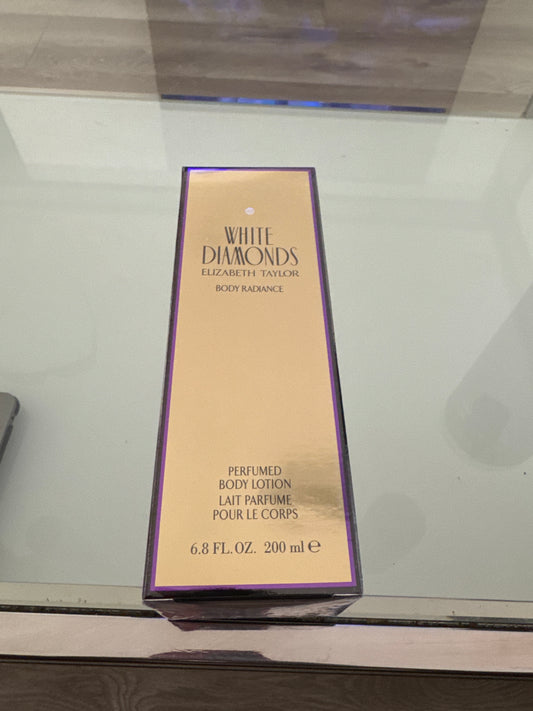 WHITE
DIAMONDS
ELIZABETH TAYLOR
BODY RADIANCE
PERFUMED
BODY LOTION
LAIT PARFUME
POUR LE CORPS
6.8 FL. OZ. 200 ml ℮